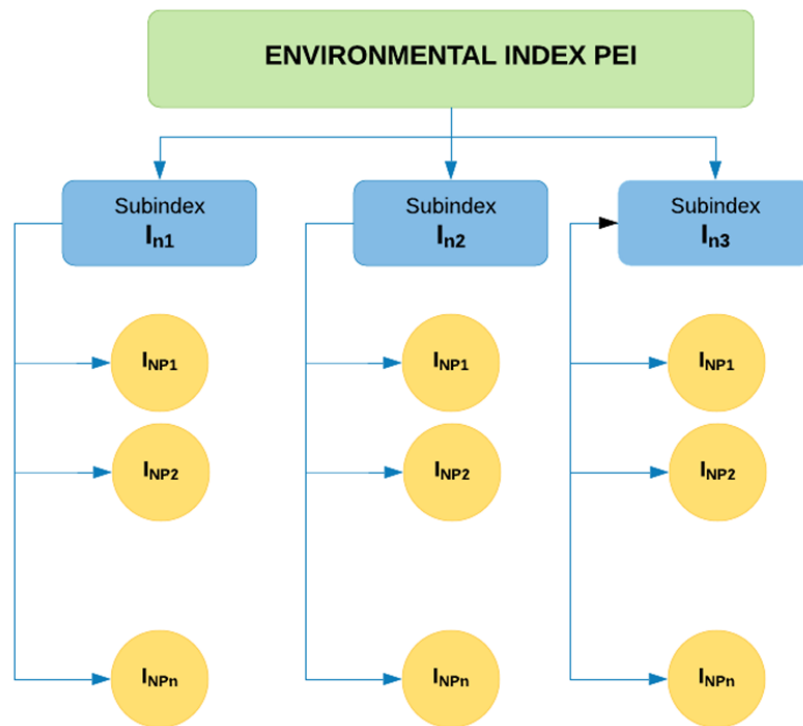 ENVIRONMENTAL INDEX PEI
Subindex
In1
Subindex
In2
Subindex
In3
INP1
INP1
INP1
INP2
INP2
INP2
INPn
INPn
INPn